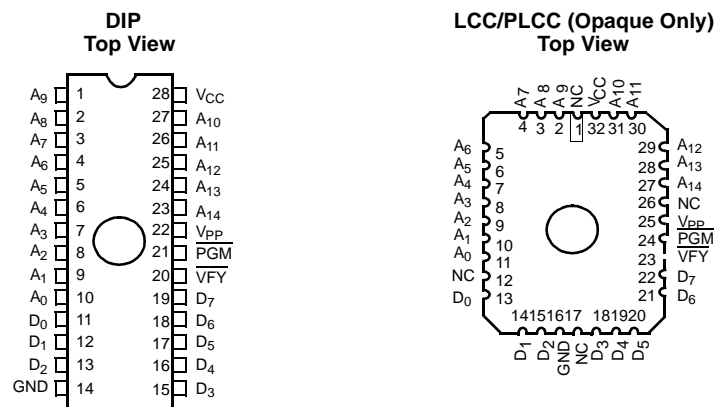 DIP
Top View
A9 1 28 VCC
A8 2 27 A10
A7 3 26 A11
A6 4 25 A12
A5 5 24 A13
A4 6 23 A14
A3 7 22 VPP
A2 8 21 PGM
A1 9 20 VFY
A0 10 19 D7
D0 11 18 D6
D1 12 17 D5
D2 13 16 D4
GND 14 15 D3
LCC/PLCC (Opaque Only)
Top View
A7 A8 A9 NC VCC A10 A11
4 3 2 1 32 31 30
A6 5 29 A12
A5 6 28 A13
A4 7 27 A14
A3 8 26 NC
A2 9 25 VPP
A1 10 24 PGM
A0 11 23 VFY
NC 12 22 D7
D0 13 21 D6
14 15 16 17 18 19 20
D1 D2 GND NC D3 D4 D5